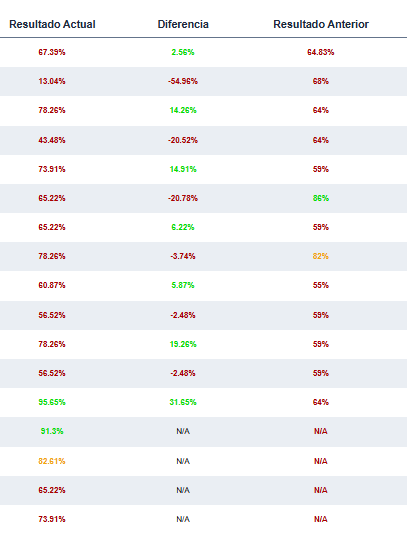 Resultado Actual Diferencia Resultado Anterior
67.39% 2.56% 64.83%
13.04% -54.96% 68%
78.26% 14.26% 64%
43.48% -20.52% 64%
73.91% 14.91% 59%
65.22% -20.78% 86%
65.22% 6.22% 59%
78.26% -3.74% 82%
60.87% 5.87% 55%
56.52% -2.48% 59%
78.26% 19.26% 59%
56.52% -2.48% 59%
95.65% 31.65% 64%
91.3% N/A N/A
82.61% N/A N/A
65.22% N/A N/A
73.91% N/A N/A